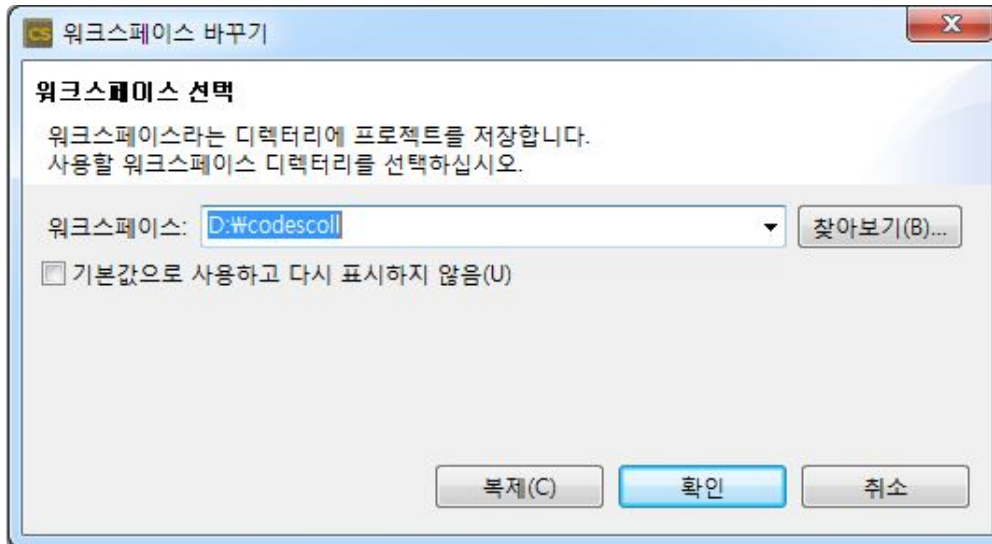 CS 워크스페이스 바꾸기
워크스페이스 선택
워크스페이스라는 디렉터리에 프로젝트를 저장합니다.
사용할 워크스페이스 디렉터리를 선택하십시오.
워크스페이스: D:₩codescoll 찾아보기(B)...
기본값으로 사용하고 다시 표시하지 않음(U)
복제(C) 확인 취소